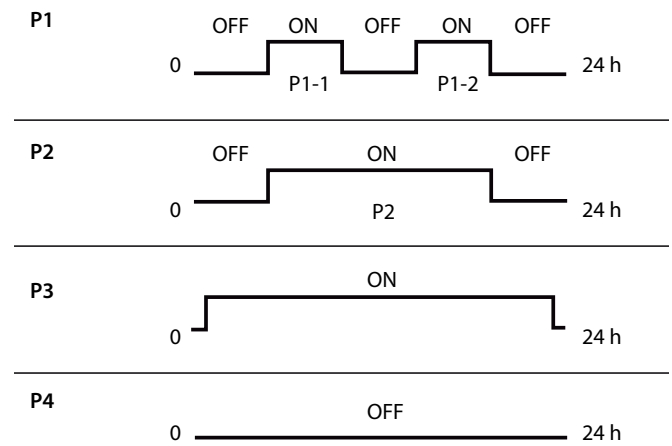 P1
OFF ON OFF ON OFF
0 24 h
P1-1 P1-2
P2
OFF ON OFF
0 24 h
P2
P3
ON
0 24 h
P4
OFF
0 24 h